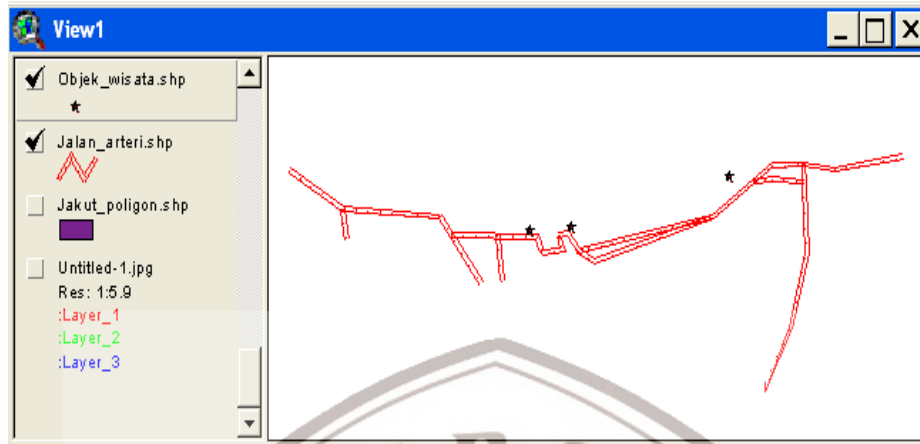 View1
Objek_wisata.shp
Jalan_arteri.shp
Jakut_poligon.shp
Untitled-1.jpg
Res: 1:5.9
:Layer_1
:Layer_2
:Layer_3